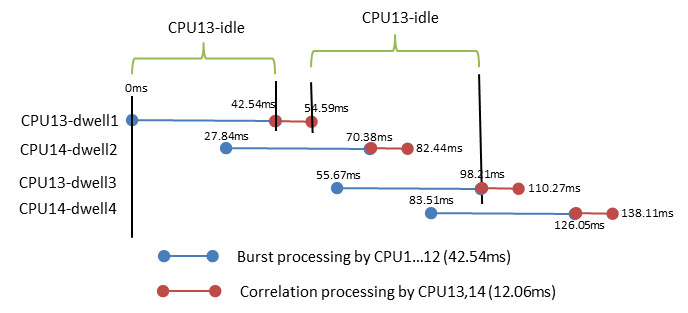 CPU13-idle
CPU13-idle
0ms
42.54ms
54.59ms
CPU13-dwell1
27.84ms
70.38ms
CPU14-dwell2
82.44ms
55.67ms
98.21ms
CPU13-dwell3
110.27ms
83.51ms
CPU14-dwell4
138.11ms
126.05ms
Burst processing by CPU1...12 (42.54ms)
Correlation processing by CPU13,14 (12.06ms)